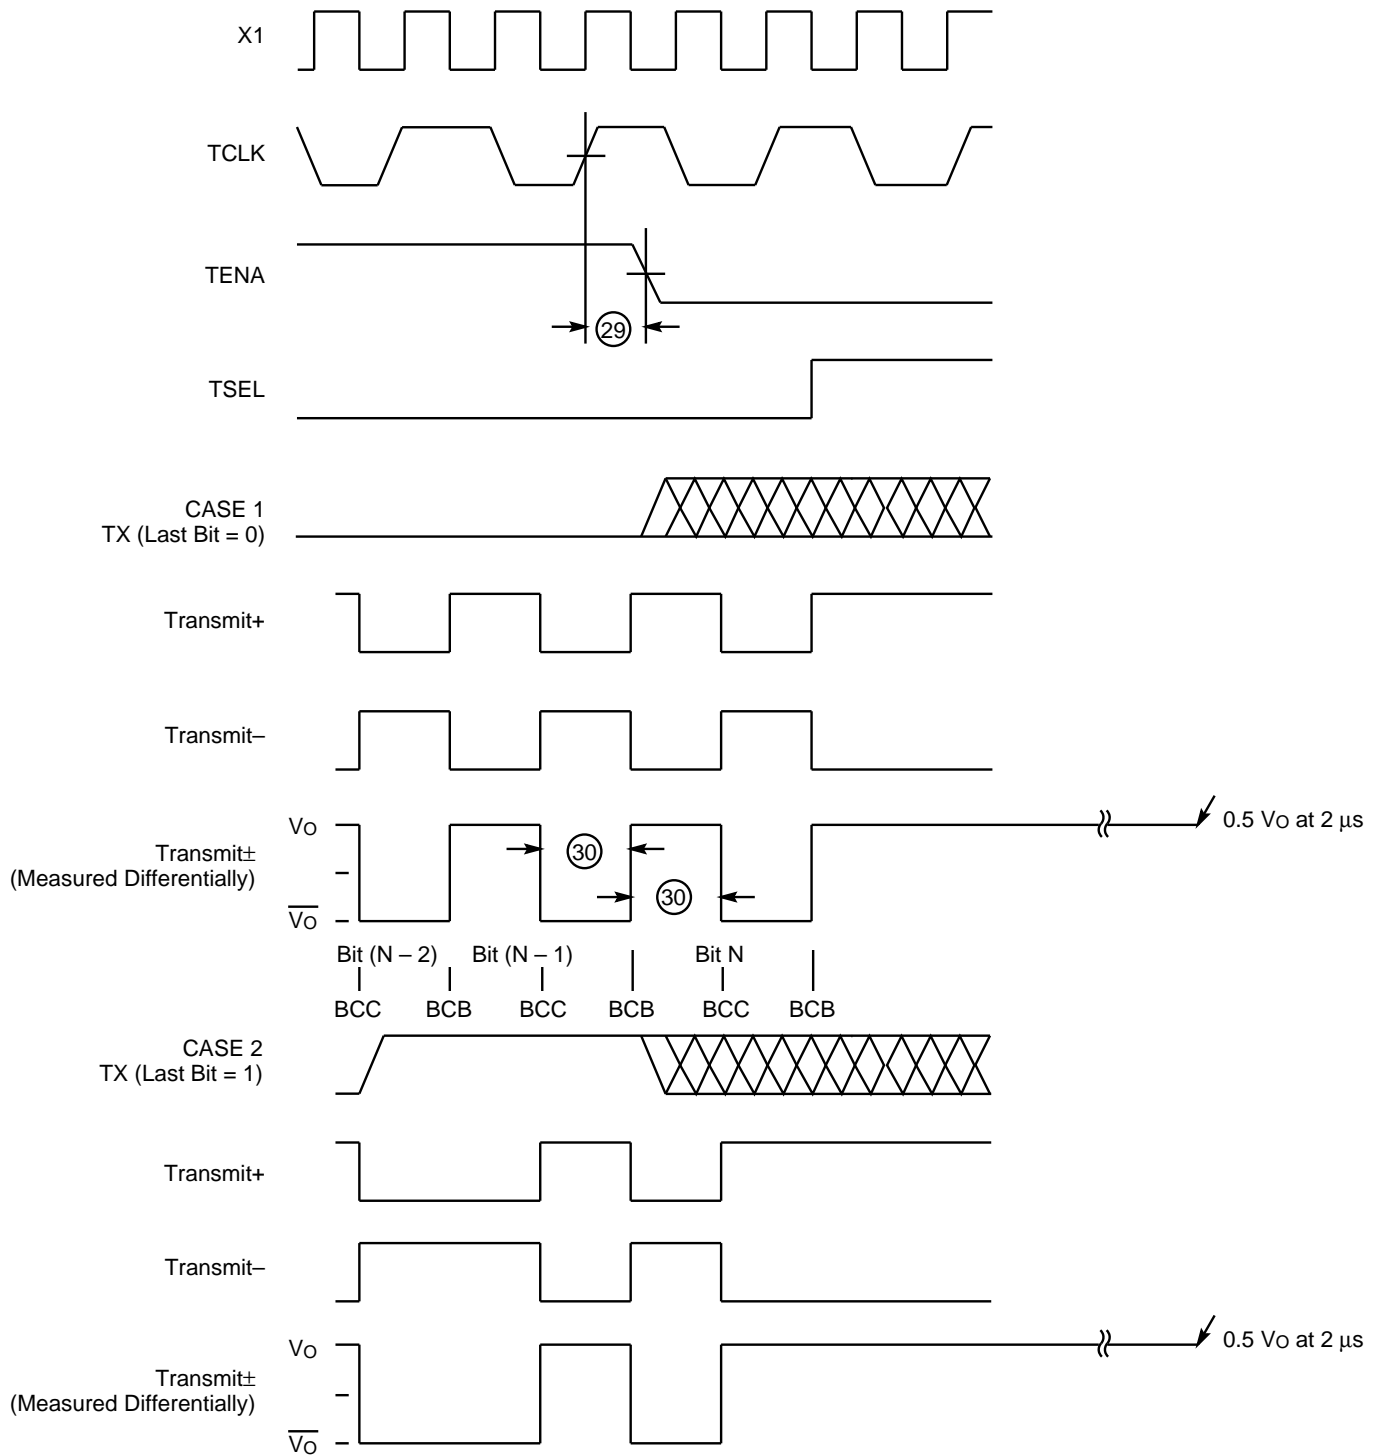 X1
TCLK
TENA
29
TSEL
CASE 1
TX (Last Bit = 0)
Transmit+
Transmit–
VO
0.5 VO at 2 μs
Transmit±
(Measured Differentially)
30
30
VO
Bit (N – 2) Bit (N – 1) Bit N
BCC BCB BCC BCB BCC BCB
CASE 2
TX (Last Bit = 1)
Transmit+
Transmit–
VO
0.5 VO at 2 μs
Transmit±
(Measured Differentially)
VO